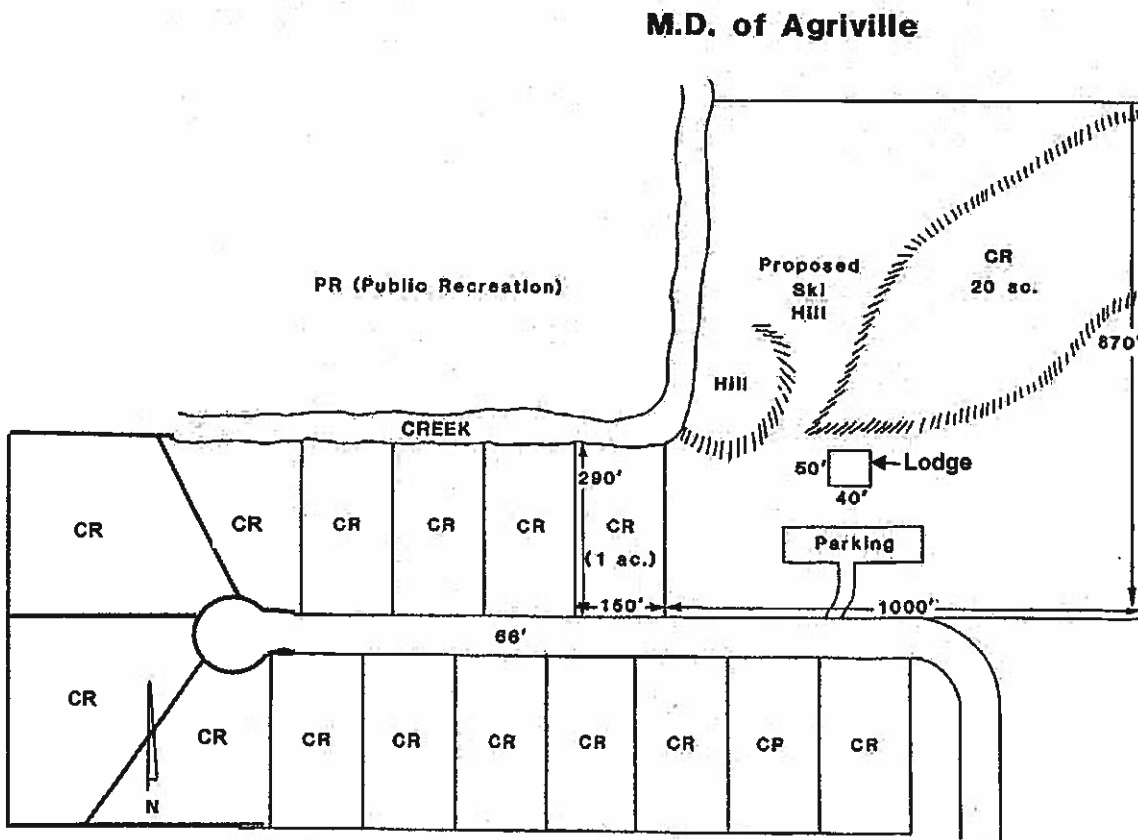 M.D. of Agriville
PR (Public Recreation)
Proposed
Ski
Hill
CR
20 ac.
870'
Hill
CREEK
50'
Lodge
40'
Parking
290'
CR
CR
CR
CR
CR
CR
(1 ac.)
150'
1000'
66'
CR
CR
CR
CR
CR
CR
CR
CP
CR
N